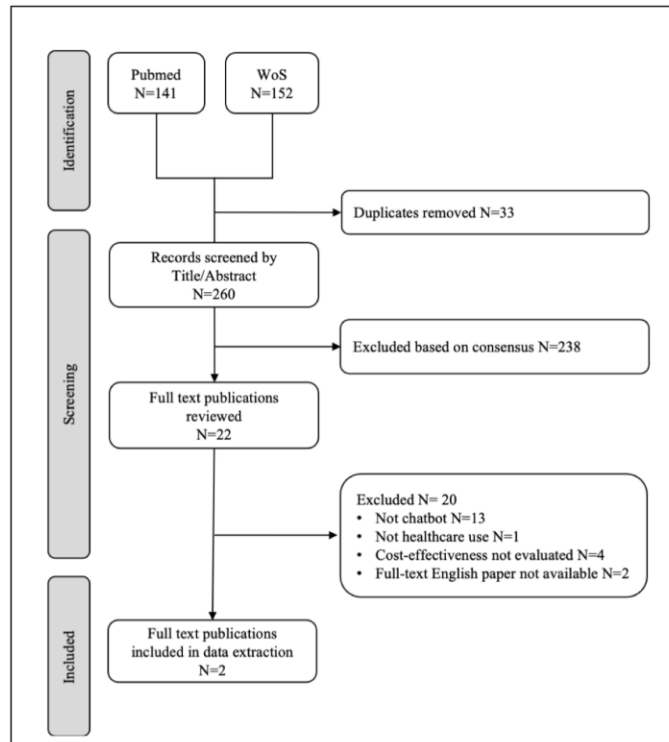 Identification
Pubmed
N=141
WoS
N=152
Duplicates removed N=33
Screening
Records screened by
Title/Abstract
N=260
Excluded based on consensus N=238
Full text publications
reviewed
N=22
Excluded N= 20
• Not chatbot N=13
• Not healthcare use N=1
• Cost-effectiveness not evaluated N=4
• Full-text English paper not available N=2
Included
Full text publications
included in data extraction
N=2